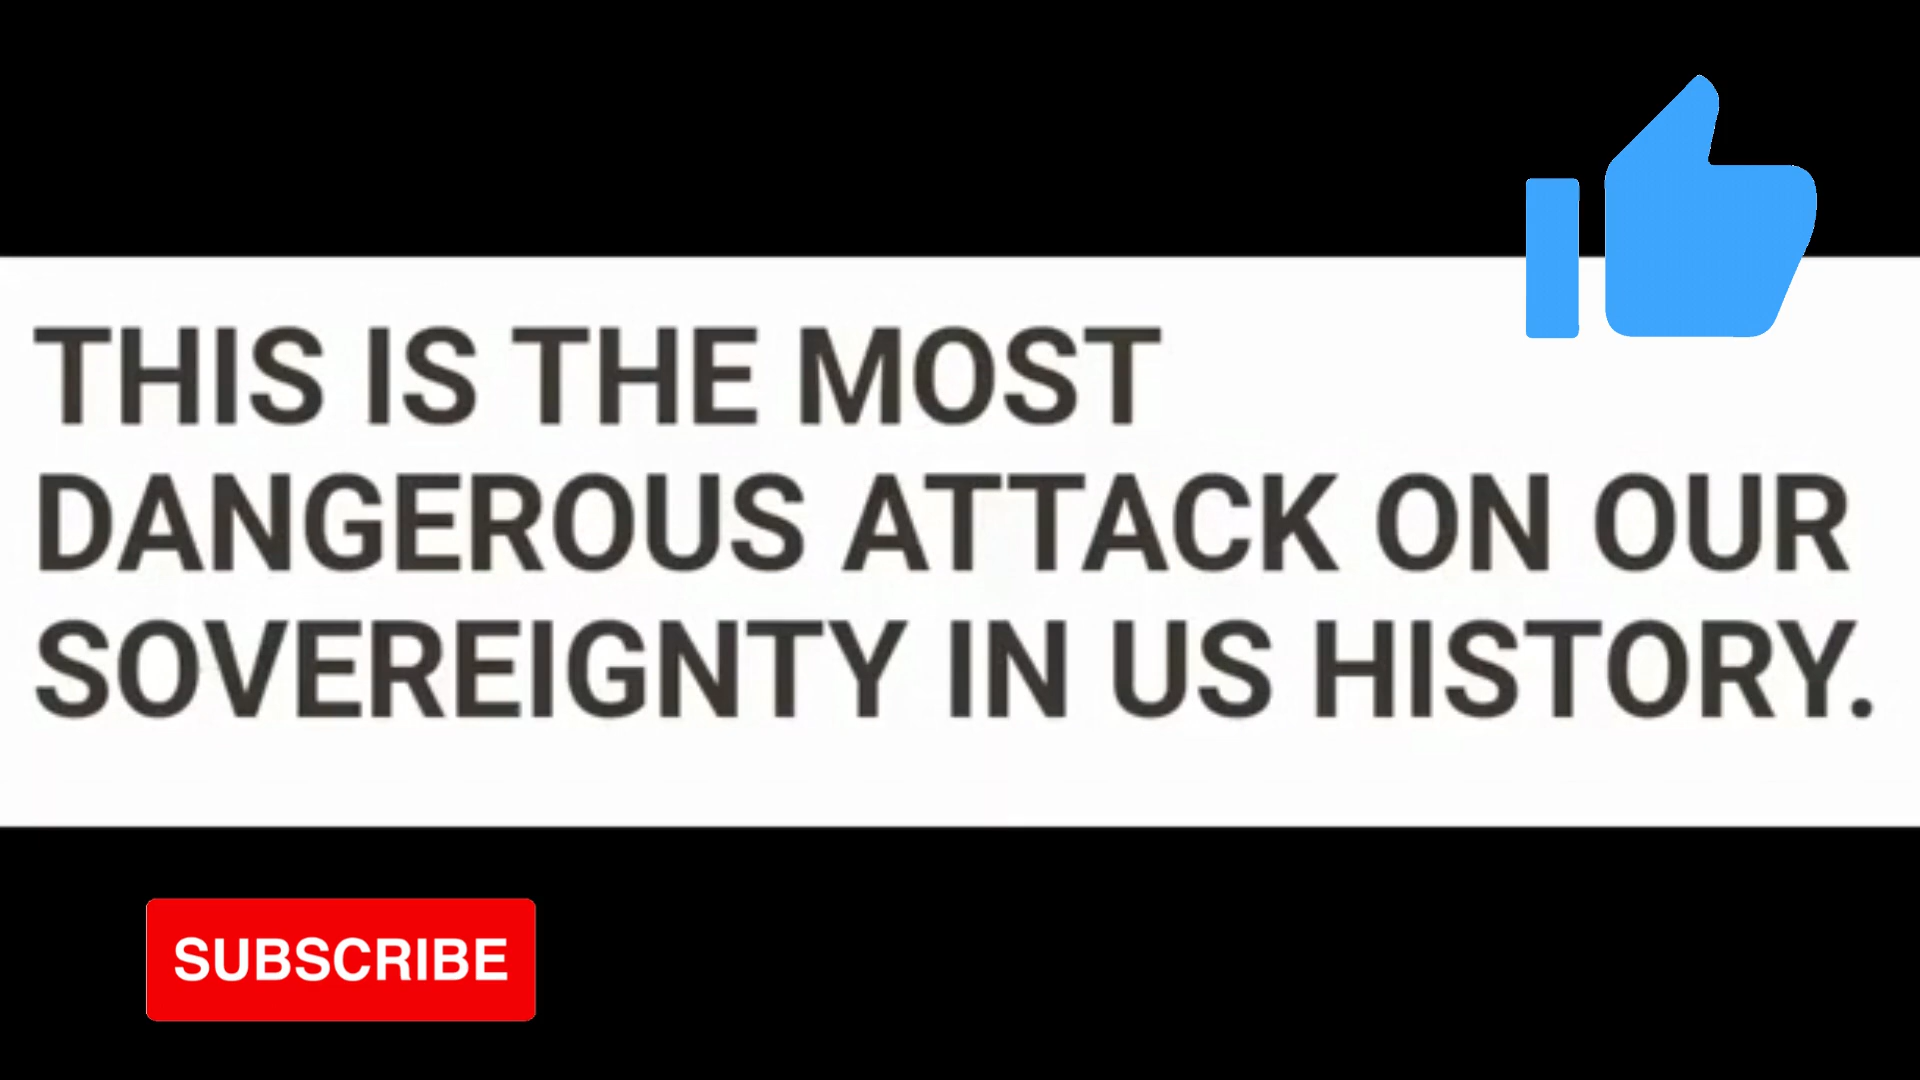 THIS IS THE MOST
DANGEROUS ATTACK ON OUR
SOVEREIGNTY IN US HISTORY.
SUBSCRIBE